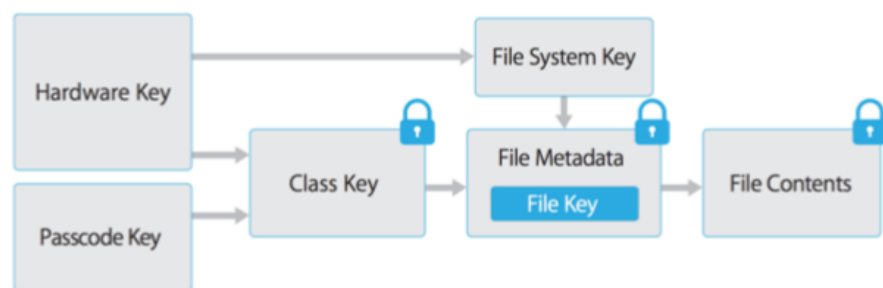 Hardware Key
File System Key
Class Key
File Metadata
File Key
File Contents
Passcode Key